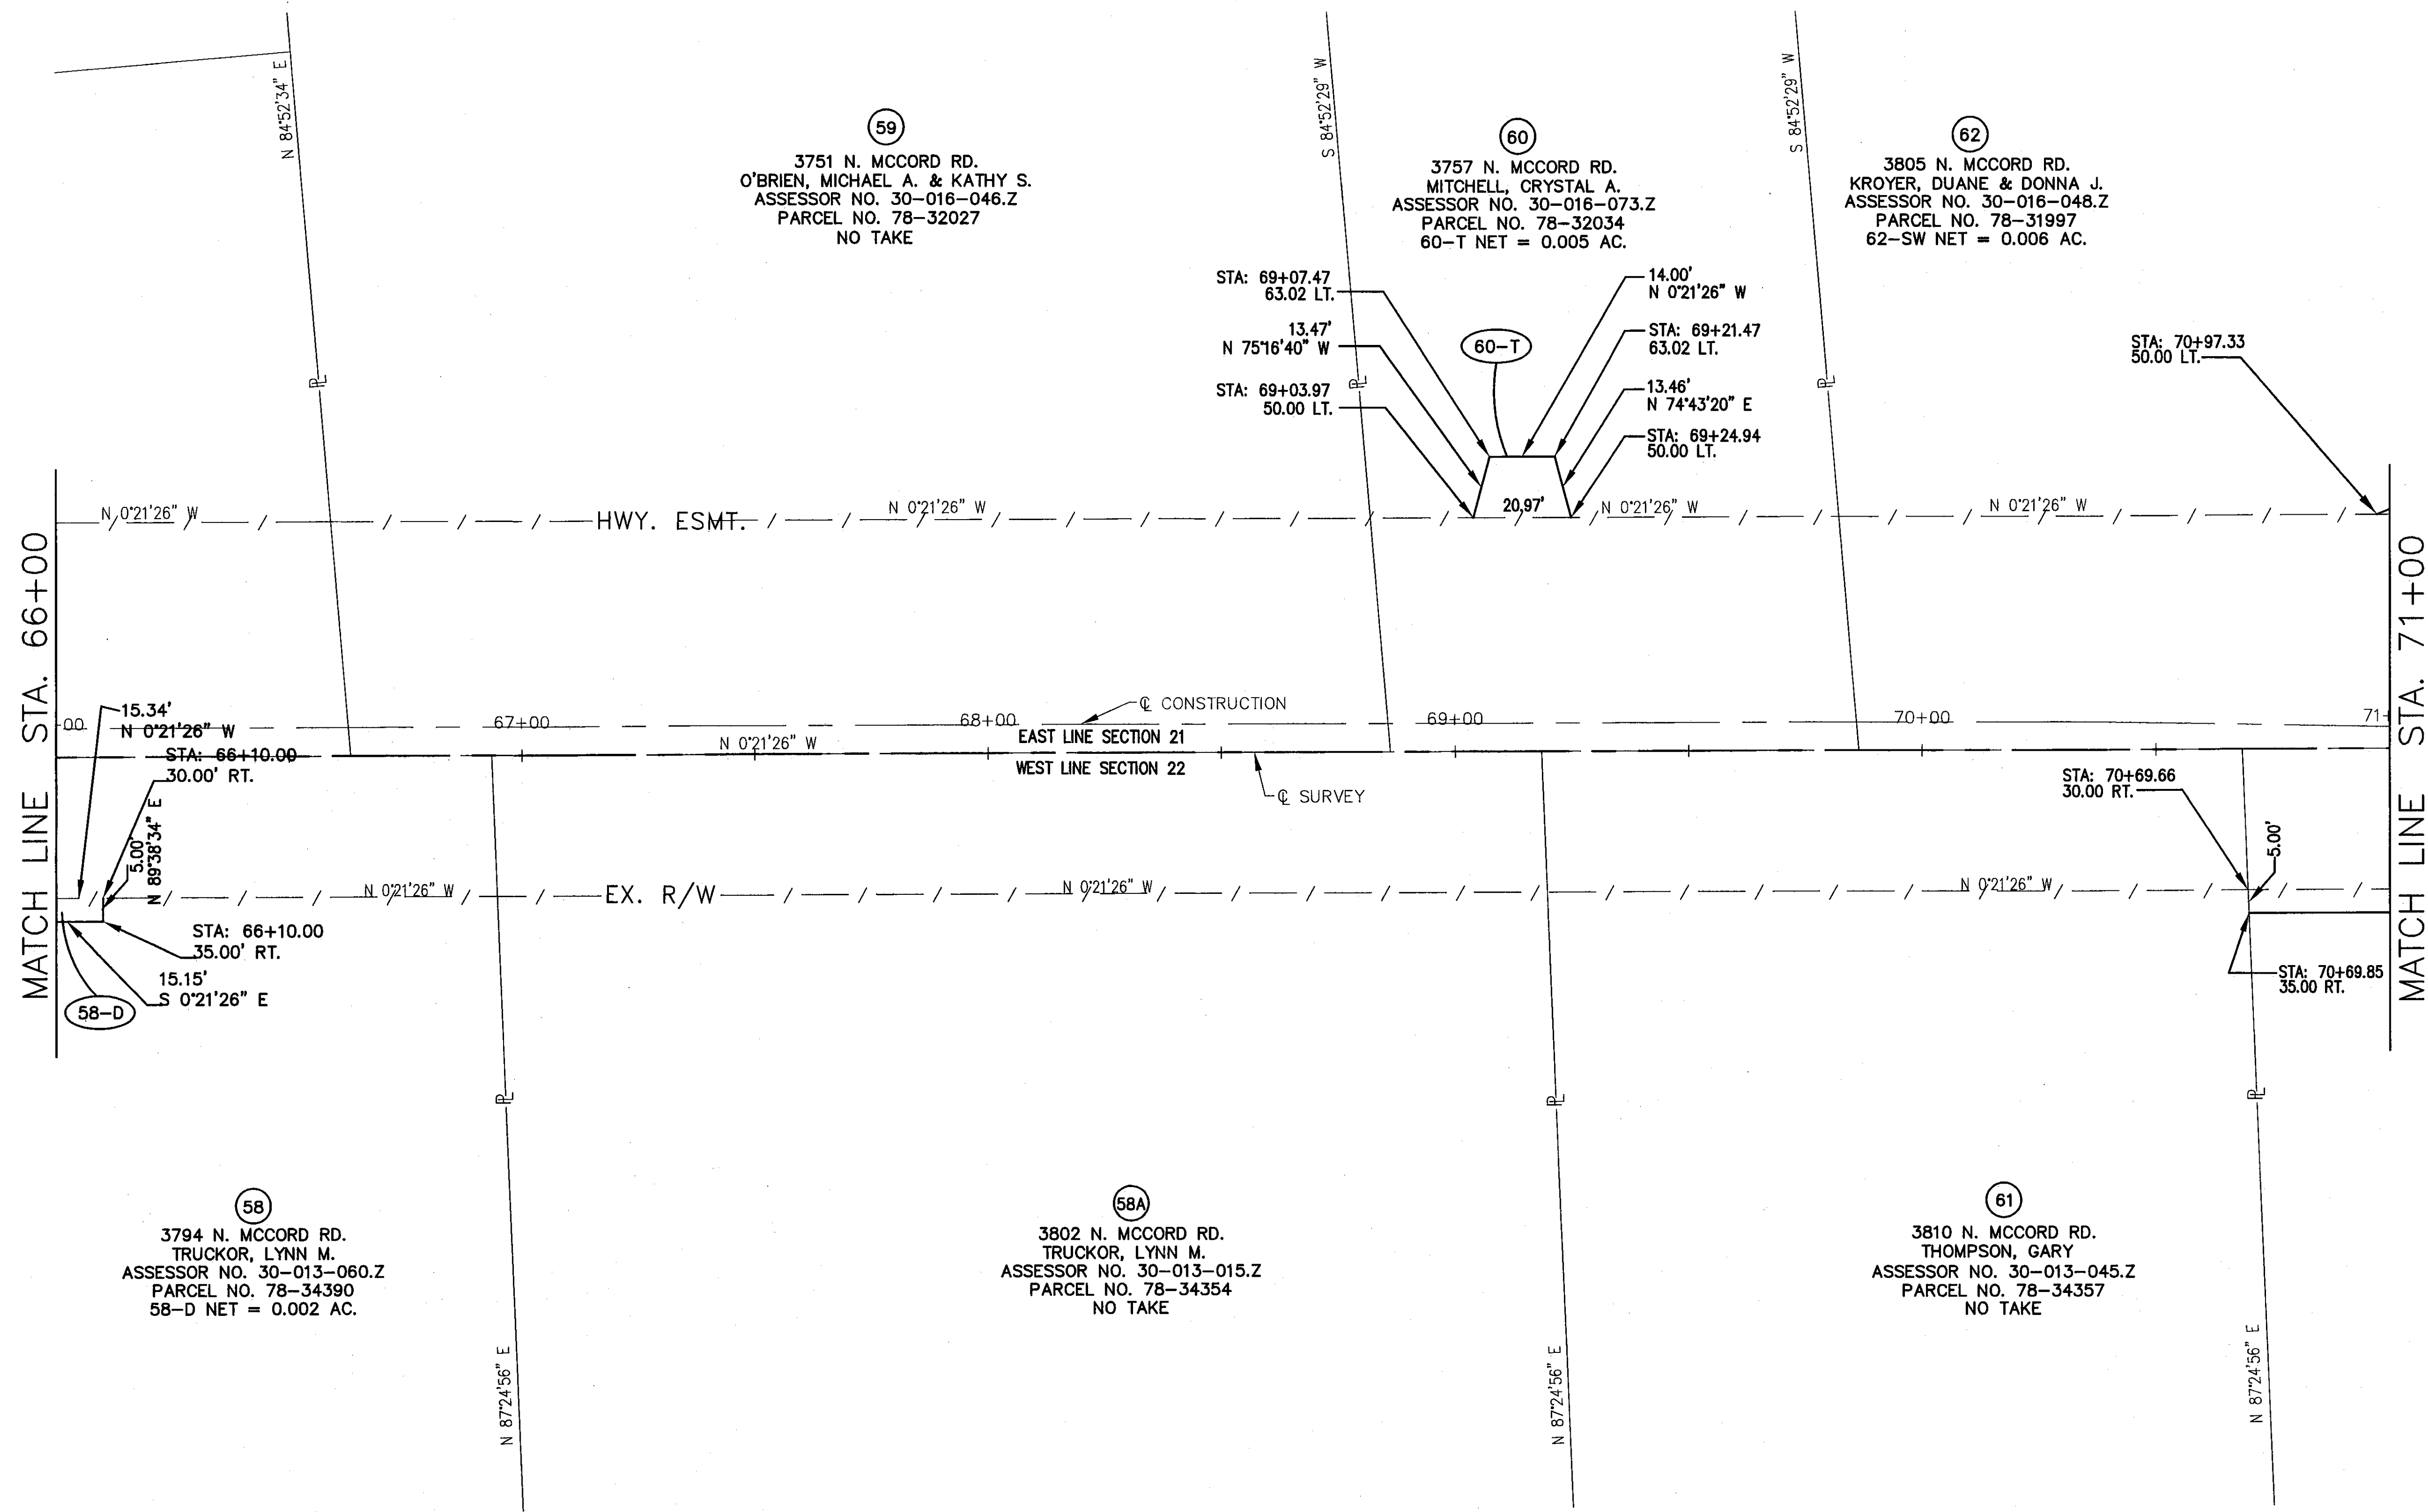 N 84°52'34" E
S 84°52'29" W
S 84°52'29" W
59
3751 N. MCCORD RD.
O'BRIEN, MICHAEL A. & KATHY S.
ASSESSOR NO. 30-016-046.Z
PARCEL NO. 78-32027
NO TAKE
60
3757 N. MCCORD RD.
MITCHELL, CRYSTAL A.
ASSESSOR NO. 30-016-073.Z
PARCEL NO. 78-32034
60-T NET = 0.005 AC.
62
3805 N. MCCORD RD.
KROYER, DUANE & DONNA J.
ASSESSOR NO. 30-016-048.Z
PARCEL NO. 78-31997
62-SW NET = 0.006 AC.
STA: 69+07.47
63.02 LT.
13.47'
N 75°16'40" W
STA: 69+03.97
50.00 LT.
60-T
14.00'
N 0°21'26" W
STA: 69+21.47
63.02 LT.
13.46'
N 74°43'20" E
STA: 69+24.94
50.00 LT.
STA: 70+97.33
50.00 LT.
PL
PL
PL
N 0°21'26" W
HWY. ESMT.
N 0°21'26" W
20.97'
N 0°21'26" W
N 0°21'26" W
MATCH LINE STA. 66+00
MATCH LINE STA. 71+00
00
67+00
68+00
69+00
70+00
71+
℄ CONSTRUCTION
EAST LINE SECTION 21
N 0°21'26" W
WEST LINE SECTION 22
℄ SURVEY
15.34'
N 0°21'26" W
STA: 66+10.00
30.00' RT.
5.00'
N 89°38'34" E
STA: 70+69.66
30.00 RT.
5.00'
N 0°21'26" W
EX. R/W
N 0°21'26" W
N 0°21'26" W
STA: 66+10.00
35.00' RT.
15.15'
S 0°21'26" E
58-D
STA: 70+69.85
35.00 RT.
PL
PL
PL
58
3794 N. MCCORD RD.
TRUCKOR, LYNN M.
ASSESSOR NO. 30-013-060.Z
PARCEL NO. 78-34390
58-D NET = 0.002 AC.
58A
3802 N. MCCORD RD.
TRUCKOR, LYNN M.
ASSESSOR NO. 30-013-015.Z
PARCEL NO. 78-34354
NO TAKE
61
3810 N. MCCORD RD.
THOMPSON, GARY
ASSESSOR NO. 30-013-045.Z
PARCEL NO. 78-34357
NO TAKE
N 87°24'56" E
N 87°24'56" E
N 87°24'56" E